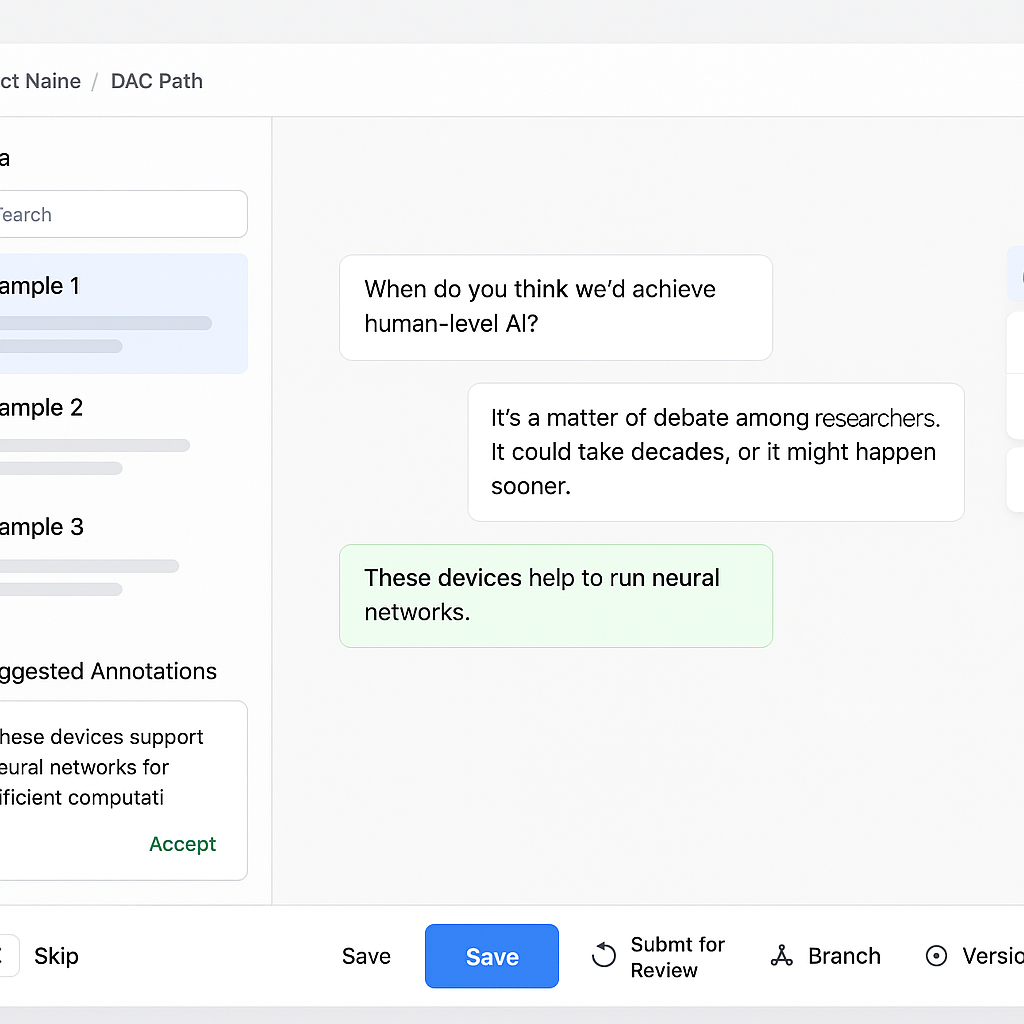 ct Naine / DAC Path
a
earch
ample 1
ample 2
ample 3
ggested Annotations
hese devices support
eural networks for
ificient computati
Accept
When do you think we’d achieve
human-level AI?
It’s a matter of debate among researchers.
It could take decades, or it might happen
sooner.
These devices help to run neural
networks.
Skip
Save
Save
Submt for
Review
Branch
Versio